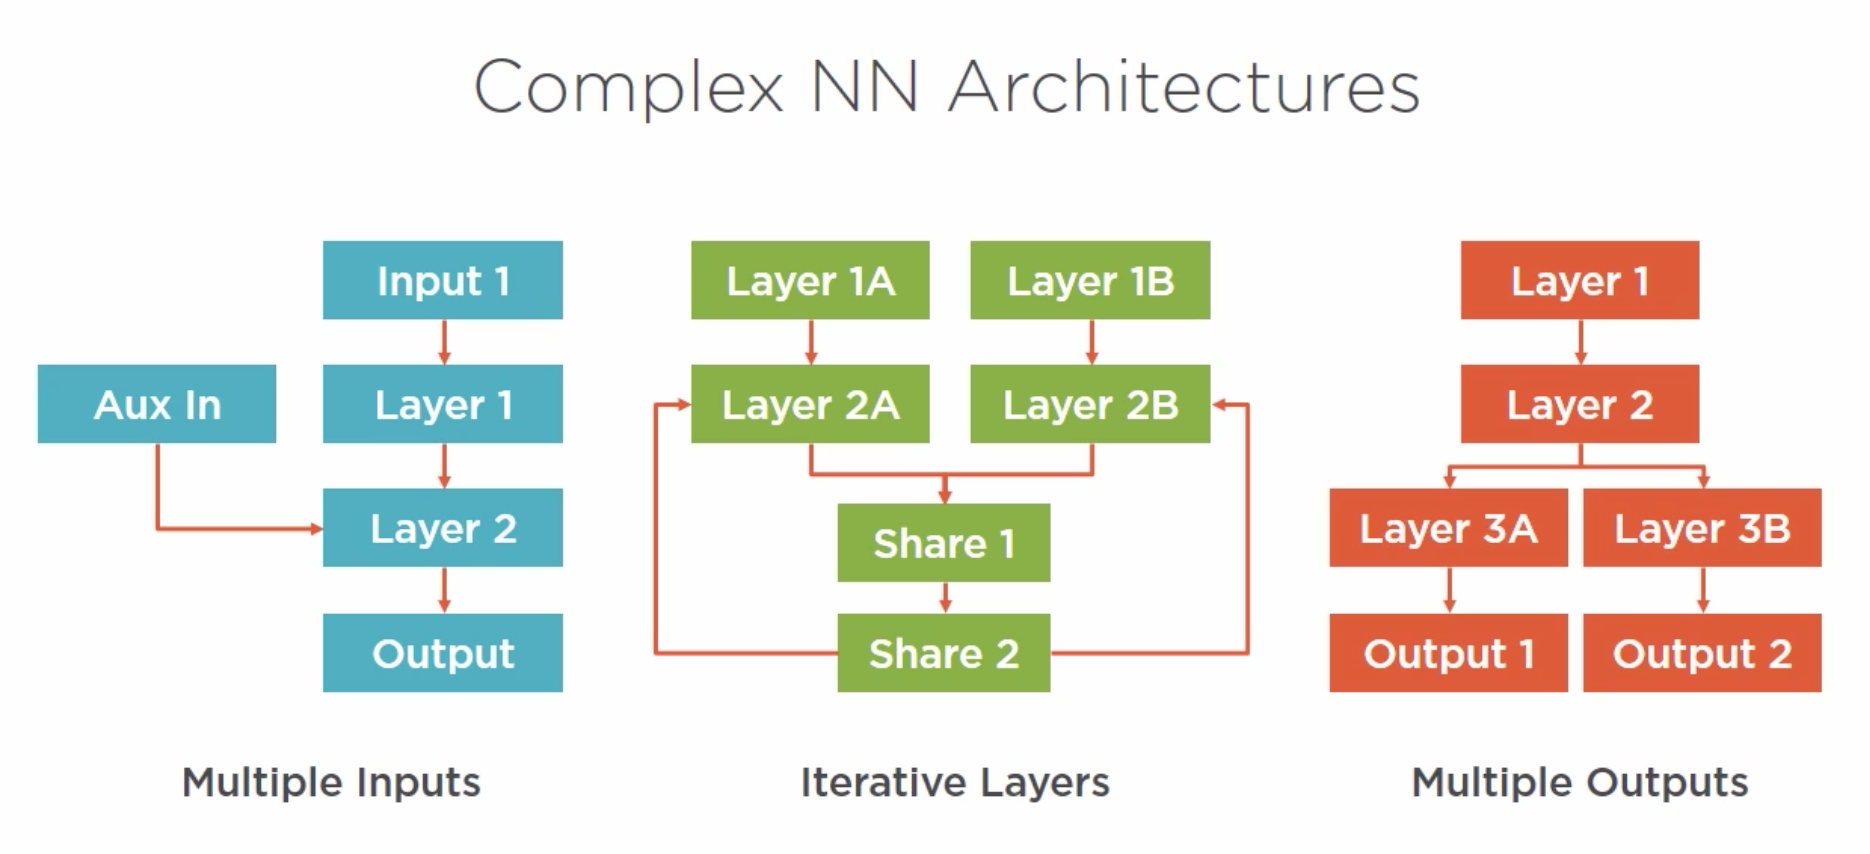 Complex NN Architectures
Input 1
Aux In
Layer 1
Layer 2
Output
Multiple Inputs
Layer 1A
Layer 1B
Layer 2A
Layer 2B
Share 1
Share 2
Iterative Layers
Layer 1
Layer 2
Layer 3A
Layer 3B
Output 1
Output 2
Multiple Outputs